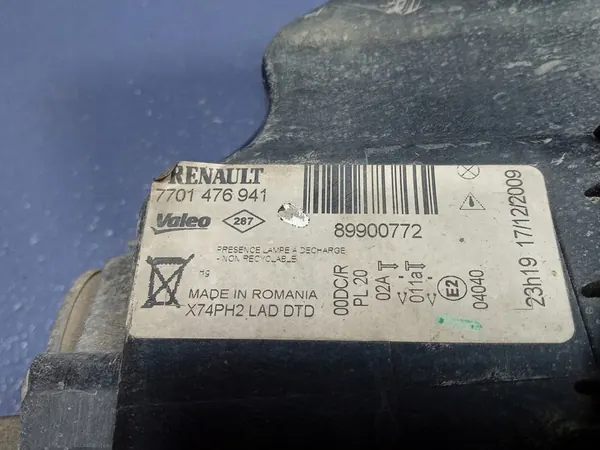 RENAULT
7701 476 941
Valeo 287
89900772
PRESENCE LAMPE A DECHARGE
- NON RECYCLABLE
Hg
MADE IN ROMANIA
X74PH2 LAD DTD
00DC/R
PL 20
02A
V
011a
V
E2
04040
23h19 17/12/2009